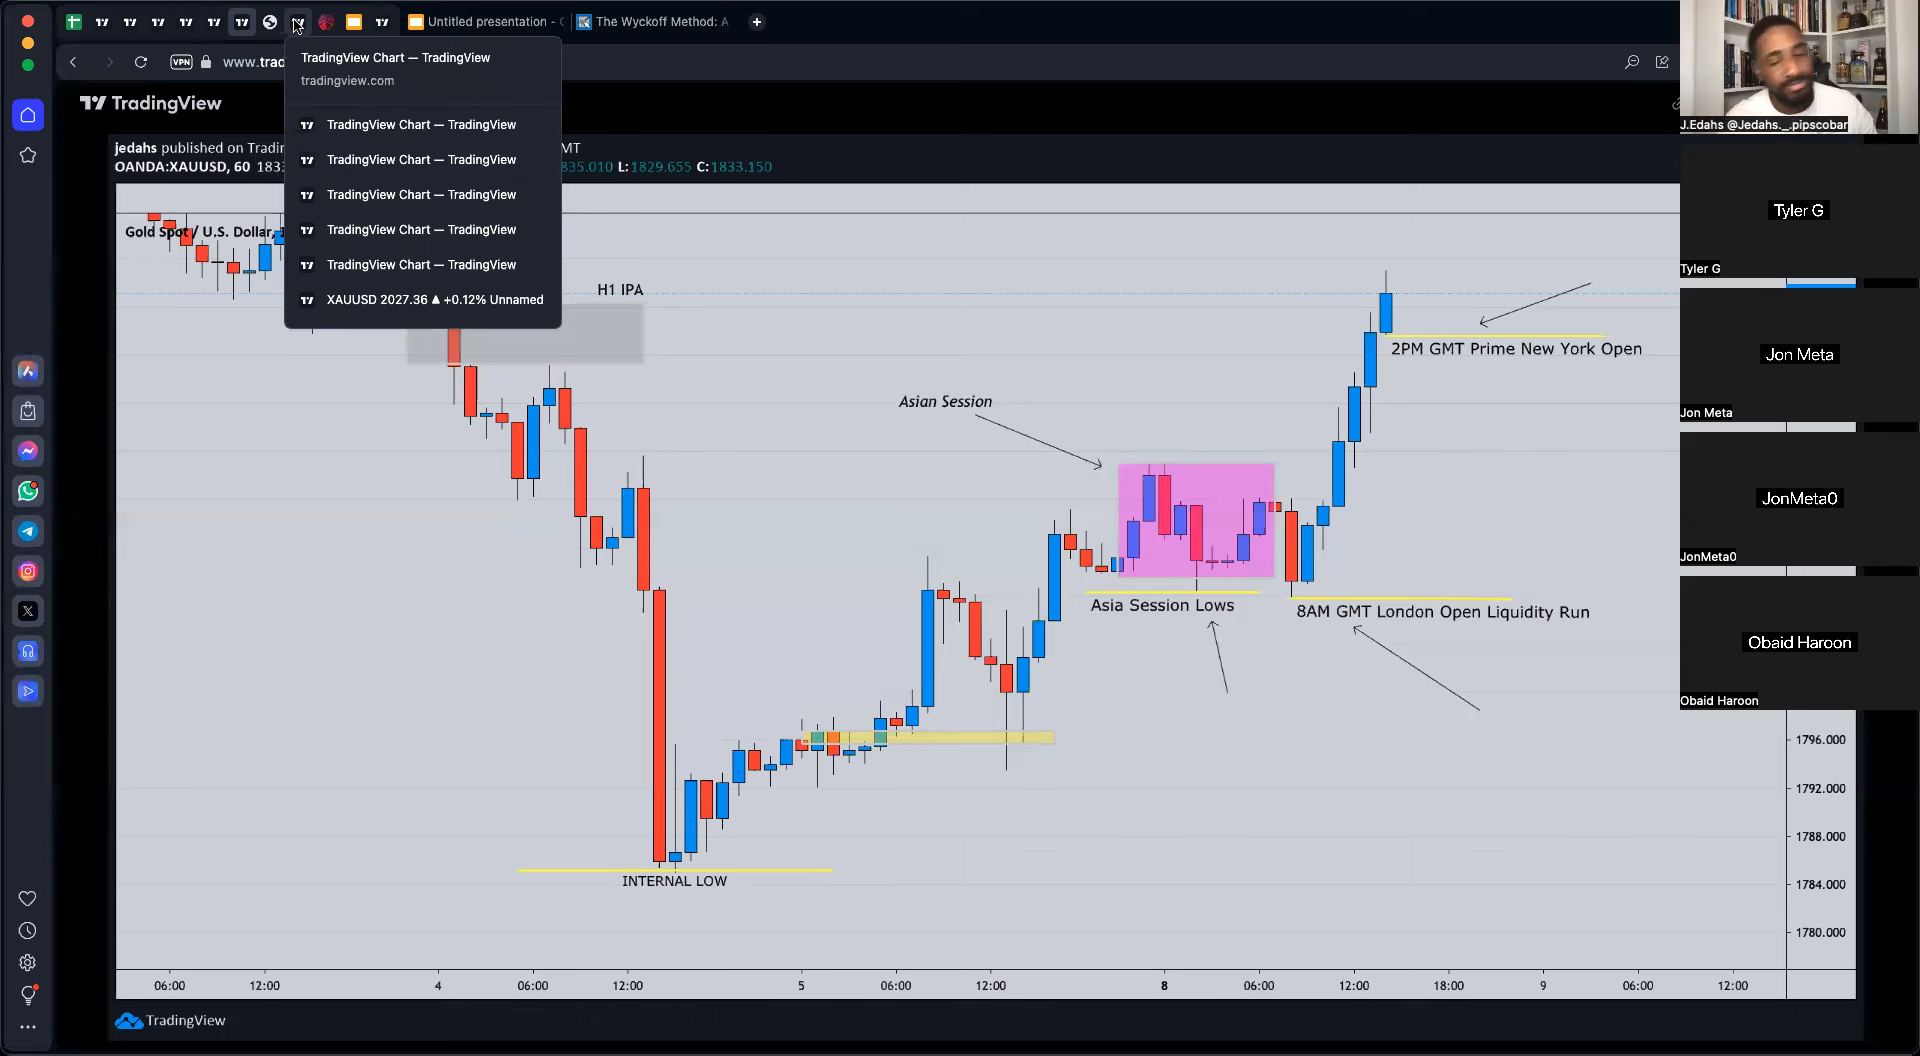 Untitled presentation -
The Wyckoff Method: A
VPN
www.trad
TradingView Chart — TradingView
tradingview.com
TradingView
TradingView Chart — TradingView
TradingView Chart — TradingView
TradingView Chart — TradingView
TradingView Chart — TradingView
TradingView Chart — TradingView
XAUUSD 2027.36 ▲ +0.12% Unnamed
jedahs published on Tradin
MT
OANDA:XAUUSD, 60 183
835.010 L:1829.655 C:1833.150
Gold Spot / U.S. Dollar,
H1 IPA
2PM GMT Prime New York Open
Asian Session
Asia Session Lows
8AM GMT London Open Liquidity Run
INTERNAL LOW
1796.000
1792.000
1788.000
1784.000
1780.000
06:00 12:00 4 06:00 12:00 5 06:00 12:00 8 06:00 12:00 18:00 9 06:00 12:00
TradingView
J.Edahs @Jedahs._.pipscobar
Tyler G
Tyler G
Jon Meta
Jon Meta
JonMeta0
JonMeta0
Obaid Haroon
Obaid Haroon